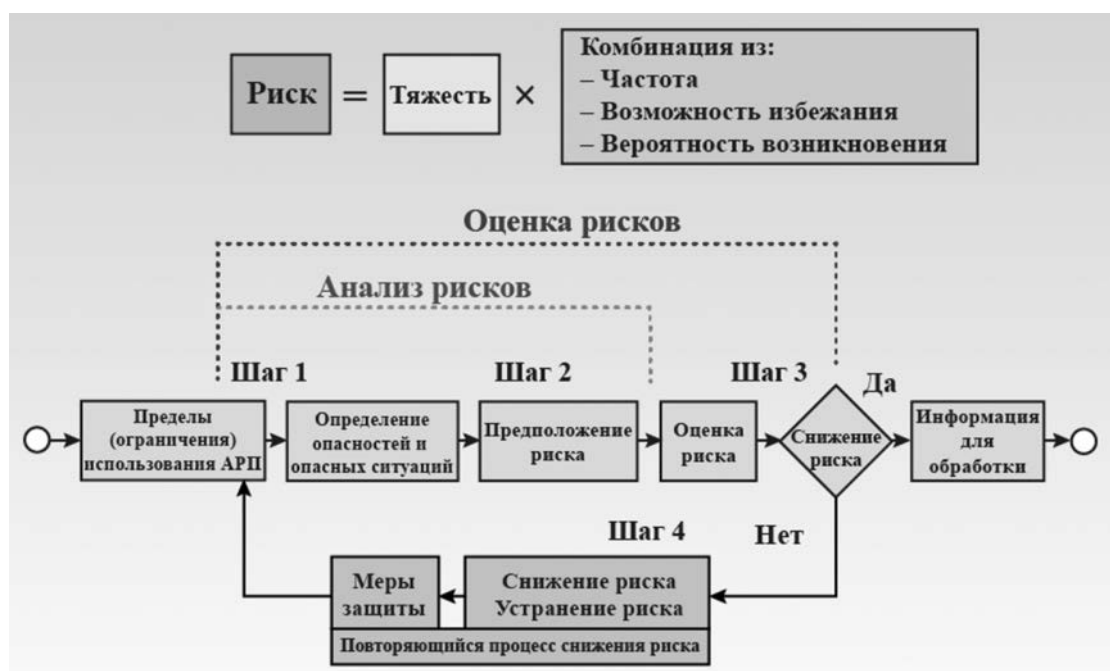 Риск = Тяжесть ×
Комбинация из:
– Частота
– Возможность избежания
– Вероятность возникновения
Оценка рисков
Анализ рисков
Шаг 1
Шаг 2
Шаг 3
Да
Пределы
(ограничения)
использования АРП
Определение
опасностей и
опасных ситуаций
Предположение
риска
Оценка
риска
Снижение
риска
Информация
для
обработки
Шаг 4
Нет
Меры
защиты
Снижение риска
Устранение риска
Повторяющийся процесс снижения риска